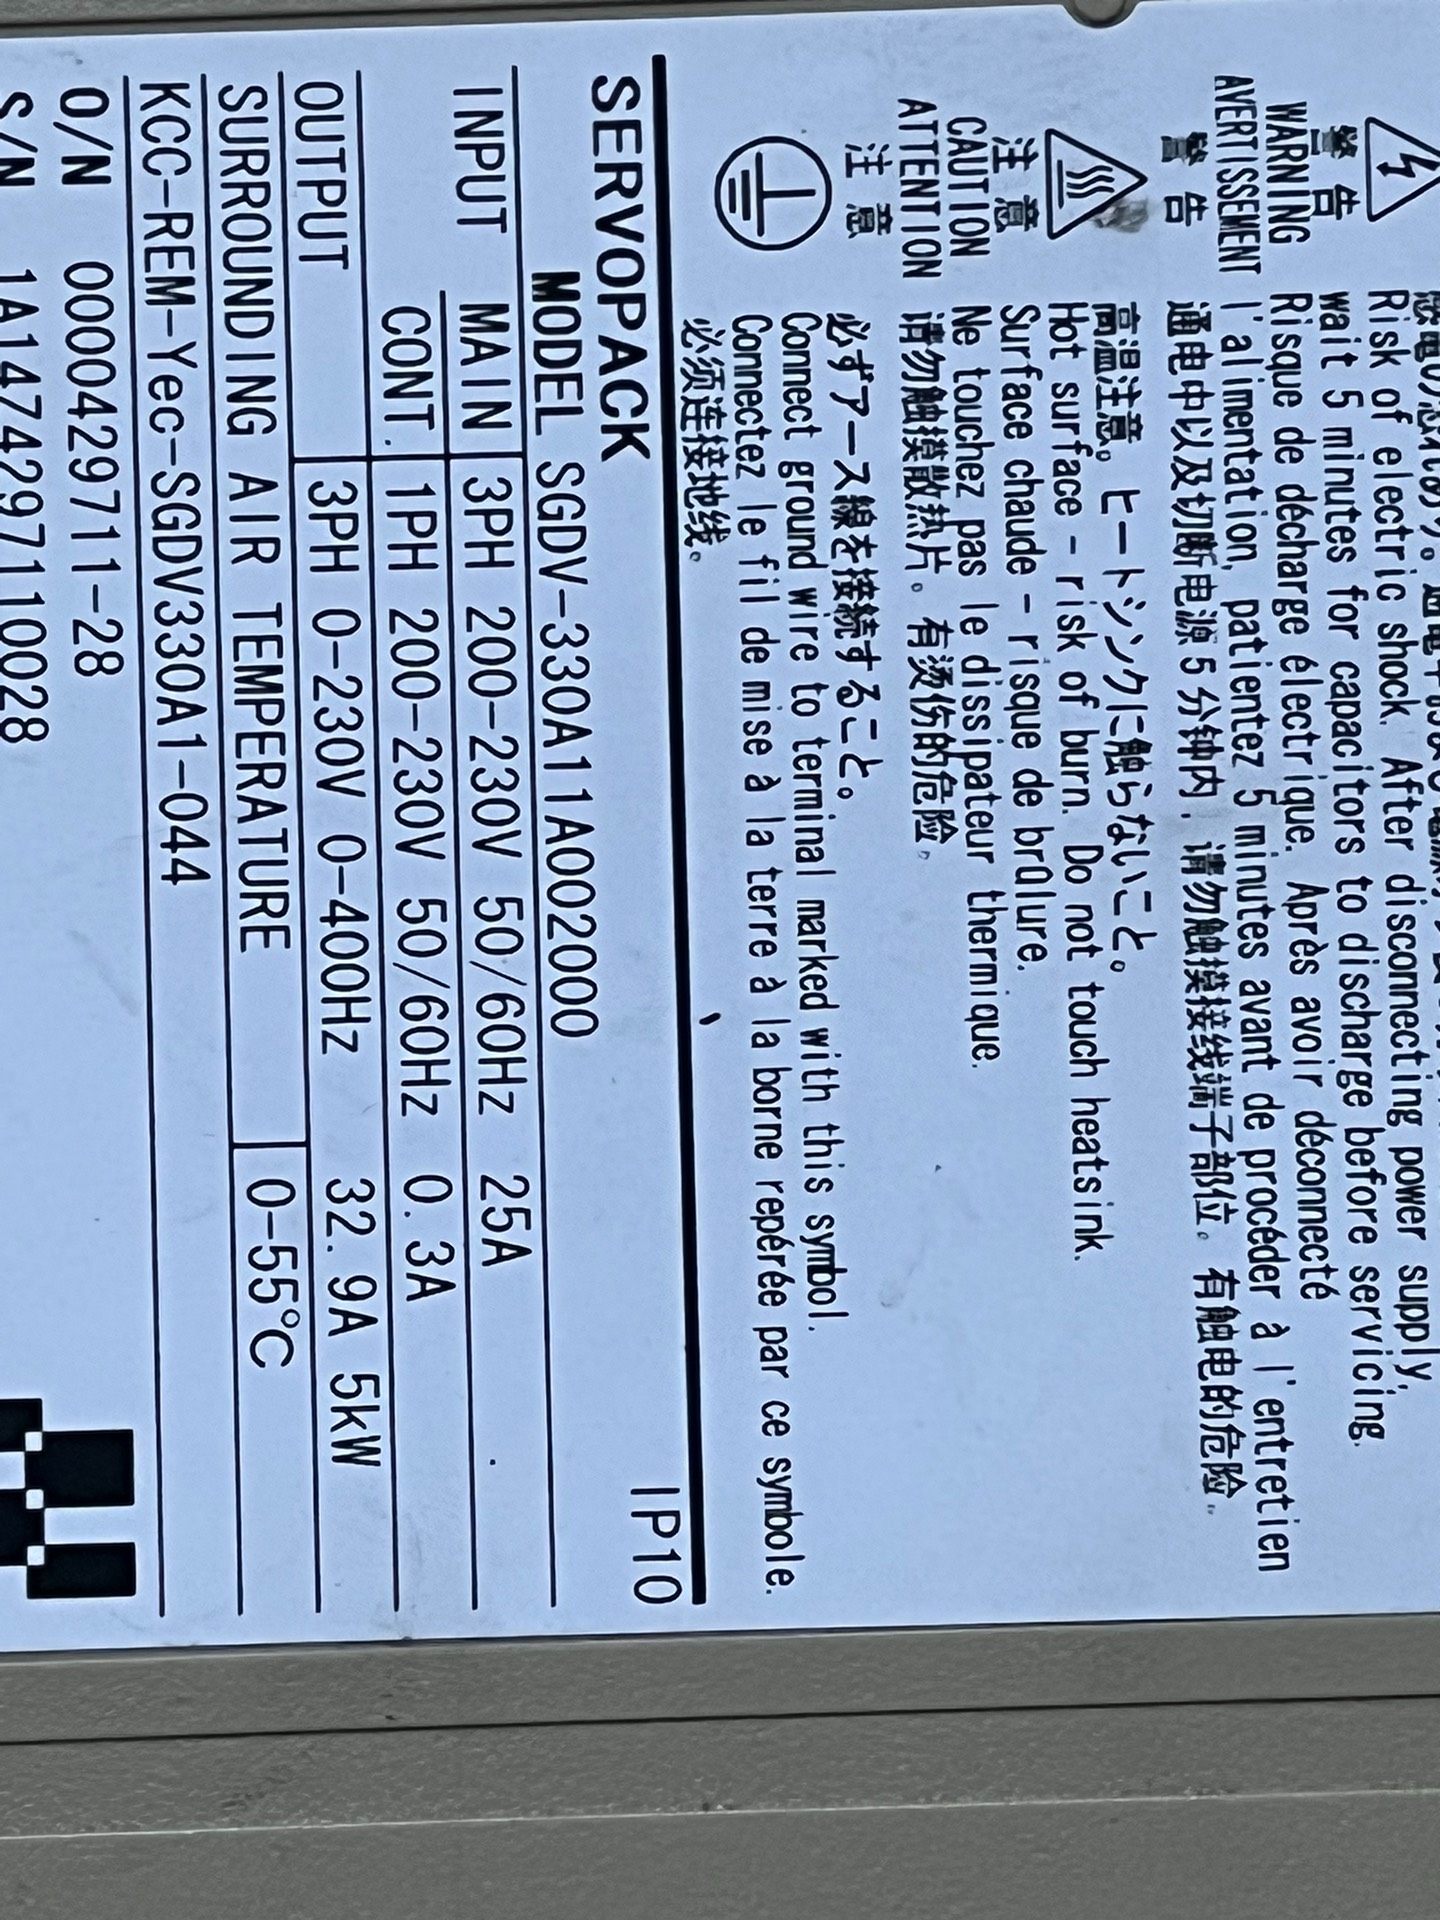 Risk of electric shock. After disconnecting power supply,
警告 wait 5 minutes for capacitors to discharge before servicing.
WARNING Risque de décharge électrique. Après avoir déconnecté
AVERTISSEMENT l'alimentation, patientez 5 minutes avant de procéder à l'entretien
警告 通电中以及切断电源5分钟内,请勿触摸接线端子部位。有触电的危险。
高温注意。ヒートシンクに触らないこと。
Hot surface - risk of burn. Do not touch heatsink.
注意 Surface chaude - risque de brûlure.
CAUTION Ne touchez pas le dissipateur thermique.
ATTENTION 请勿触摸散热片。有烫伤的危险。
注意
必ずアース線を接続すること。
Connect ground wire to terminal marked with this symbol.
Connectez le fil de mise à la terre à la borne repérée par ce symbole.
必须连接地线。
SERVOPACK IP10
MODEL SGDV-330A11A002000
INPUT MAIN 3PH 200-230V 50/60Hz 25A
CONT. 1PH 200-230V 50/60Hz 0.3A
OUTPUT 3PH 0-230V 0-400Hz 32.9A 5kW
SURROUNDING AIR TEMPERATURE 0-55°C
KCC-REM-Yec-SGDV330A1-044
O/N 0000429711-28
S/N 1A1474297110028